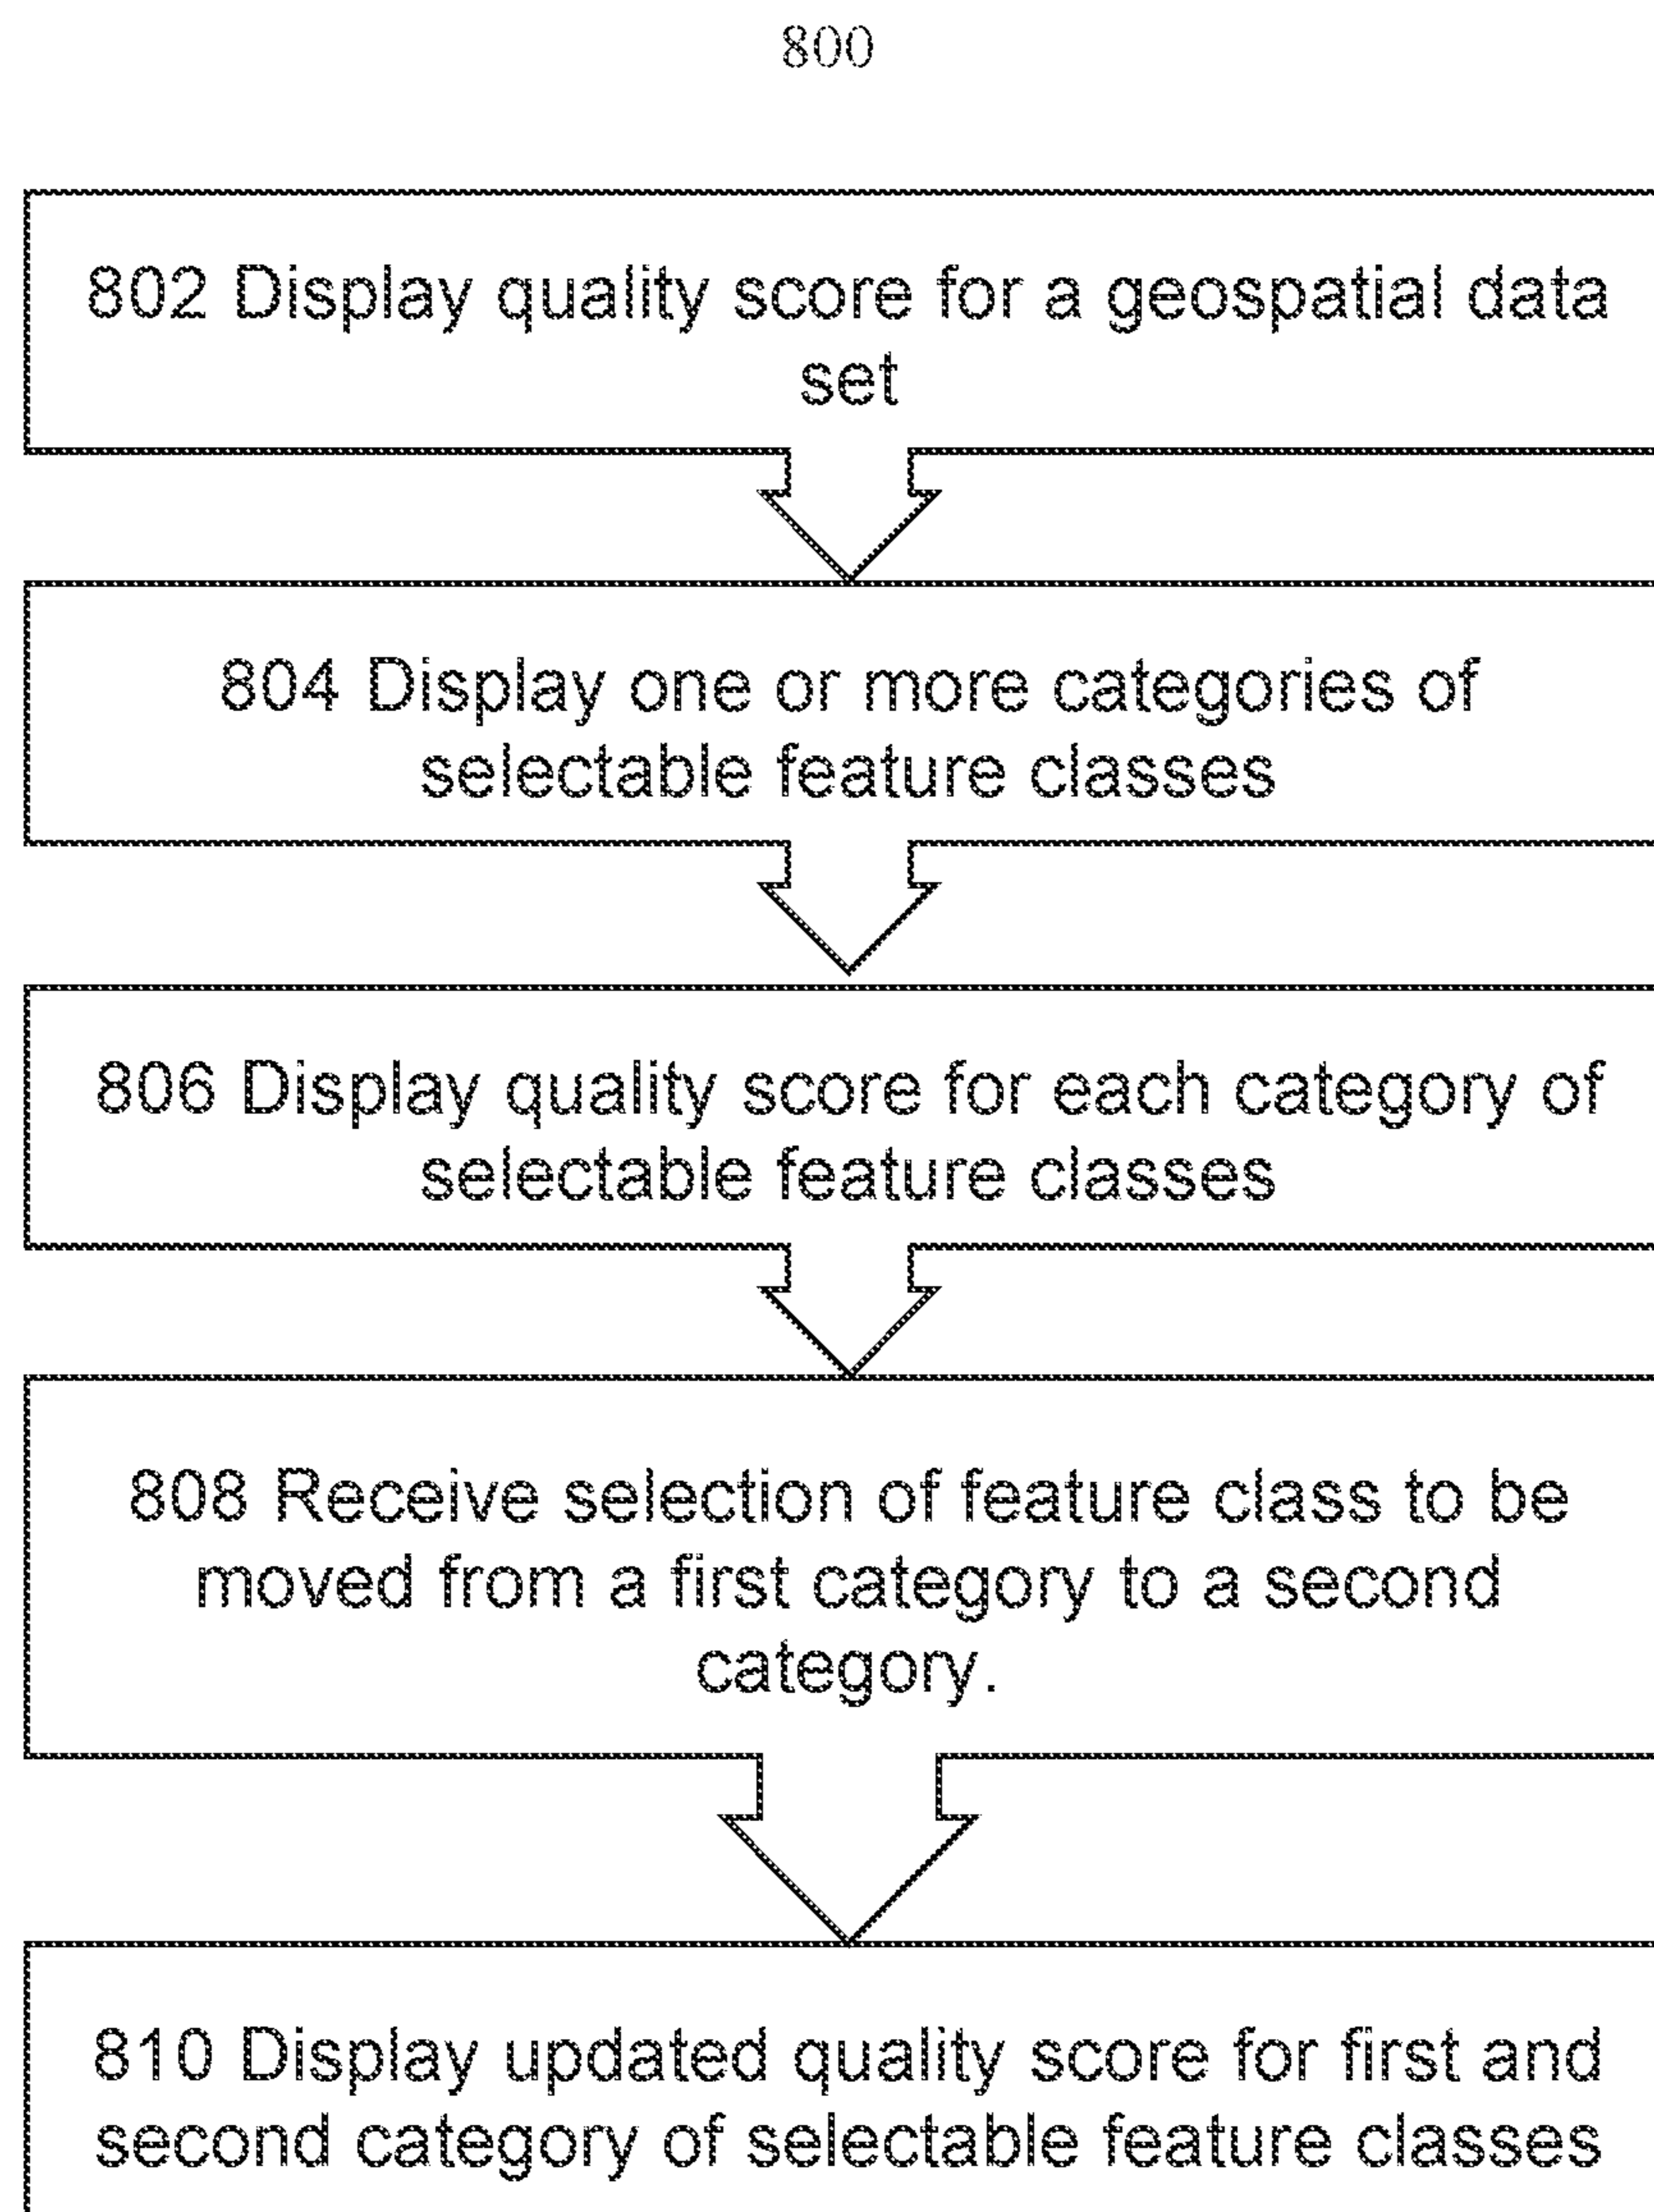 800
802 Display quality score for a geospatial data
set
804 Display one or more categories of
selectable feature classes
806 Display quality score for each category of
selectable feature classes
808 Receive selection of feature class to be
moved from a first category to a second
category.
810 Display updated quality score for first and
second category of selectable feature classes